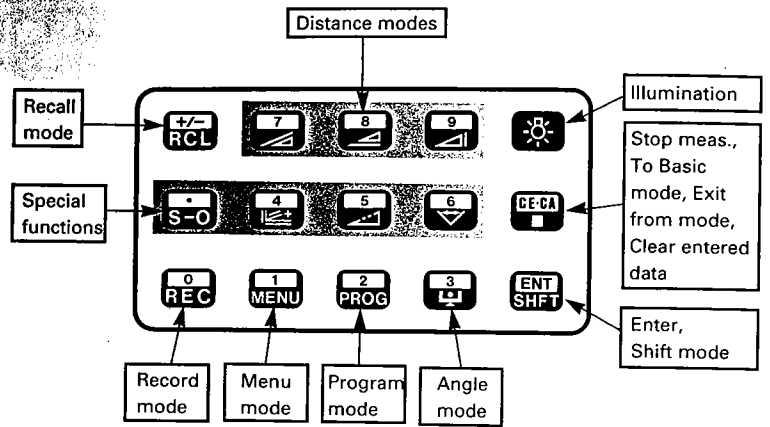 Distance modes
Recall
mode
+/-
RCL
7
8
9
Illumination
Special
functions
.
S-O
4
5
6
CE·CA
Stop meas.,
To Basic
mode, Exit
from mode,
Clear entered
data
0
REC
1
MENU
2
PROG
3
ENT
SHFT
Enter,
Shift mode
Record
mode
Menu
mode
Program
mode
Angle
mode